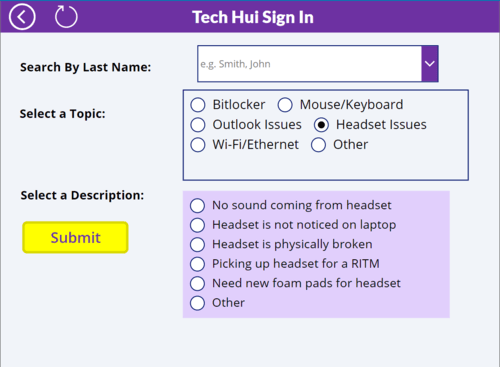 Tech Hui Sign In
Search By Last Name:
e.g. Smith, John
Select a Topic:
Bitlocker
Mouse/Keyboard
Outlook Issues
Headset Issues
Wi-Fi/Ethernet
Other
Select a Description:
No sound coming from headset
Headset is not noticed on laptop
Headset is physically broken
Picking up headset for a RITM
Need new foam pads for headset
Other
Submit